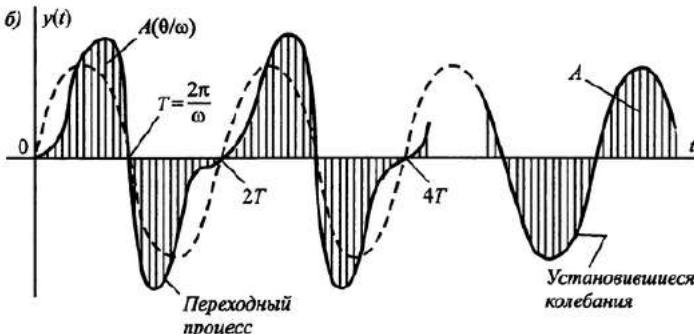 б)
y(t)
A(θ/ω)
T = 2π/ω
A
0
t
2T
4T
Переходный
процесс
Установившиеся
колебания